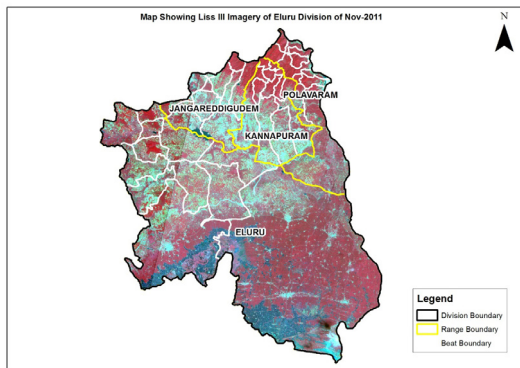 Map Showing Liss III Imagery of Eluru Division of Nov-2011
N
POLAVARAM
JANGAREDDIGUDEM
KANNAPURAM
ELURU
Legend
Division Boundary
Range Boundary
Beat Boundary